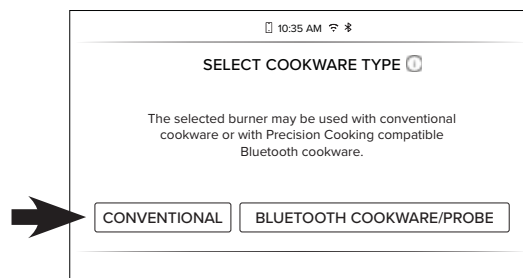 10:35 AM
SELECT COOKWARE TYPE
The selected burner may be used with conventional
cookware or with Precision Cooking compatible
Bluetooth cookware.
CONVENTIONAL BLUETOOTH COOKWARE/PROBE